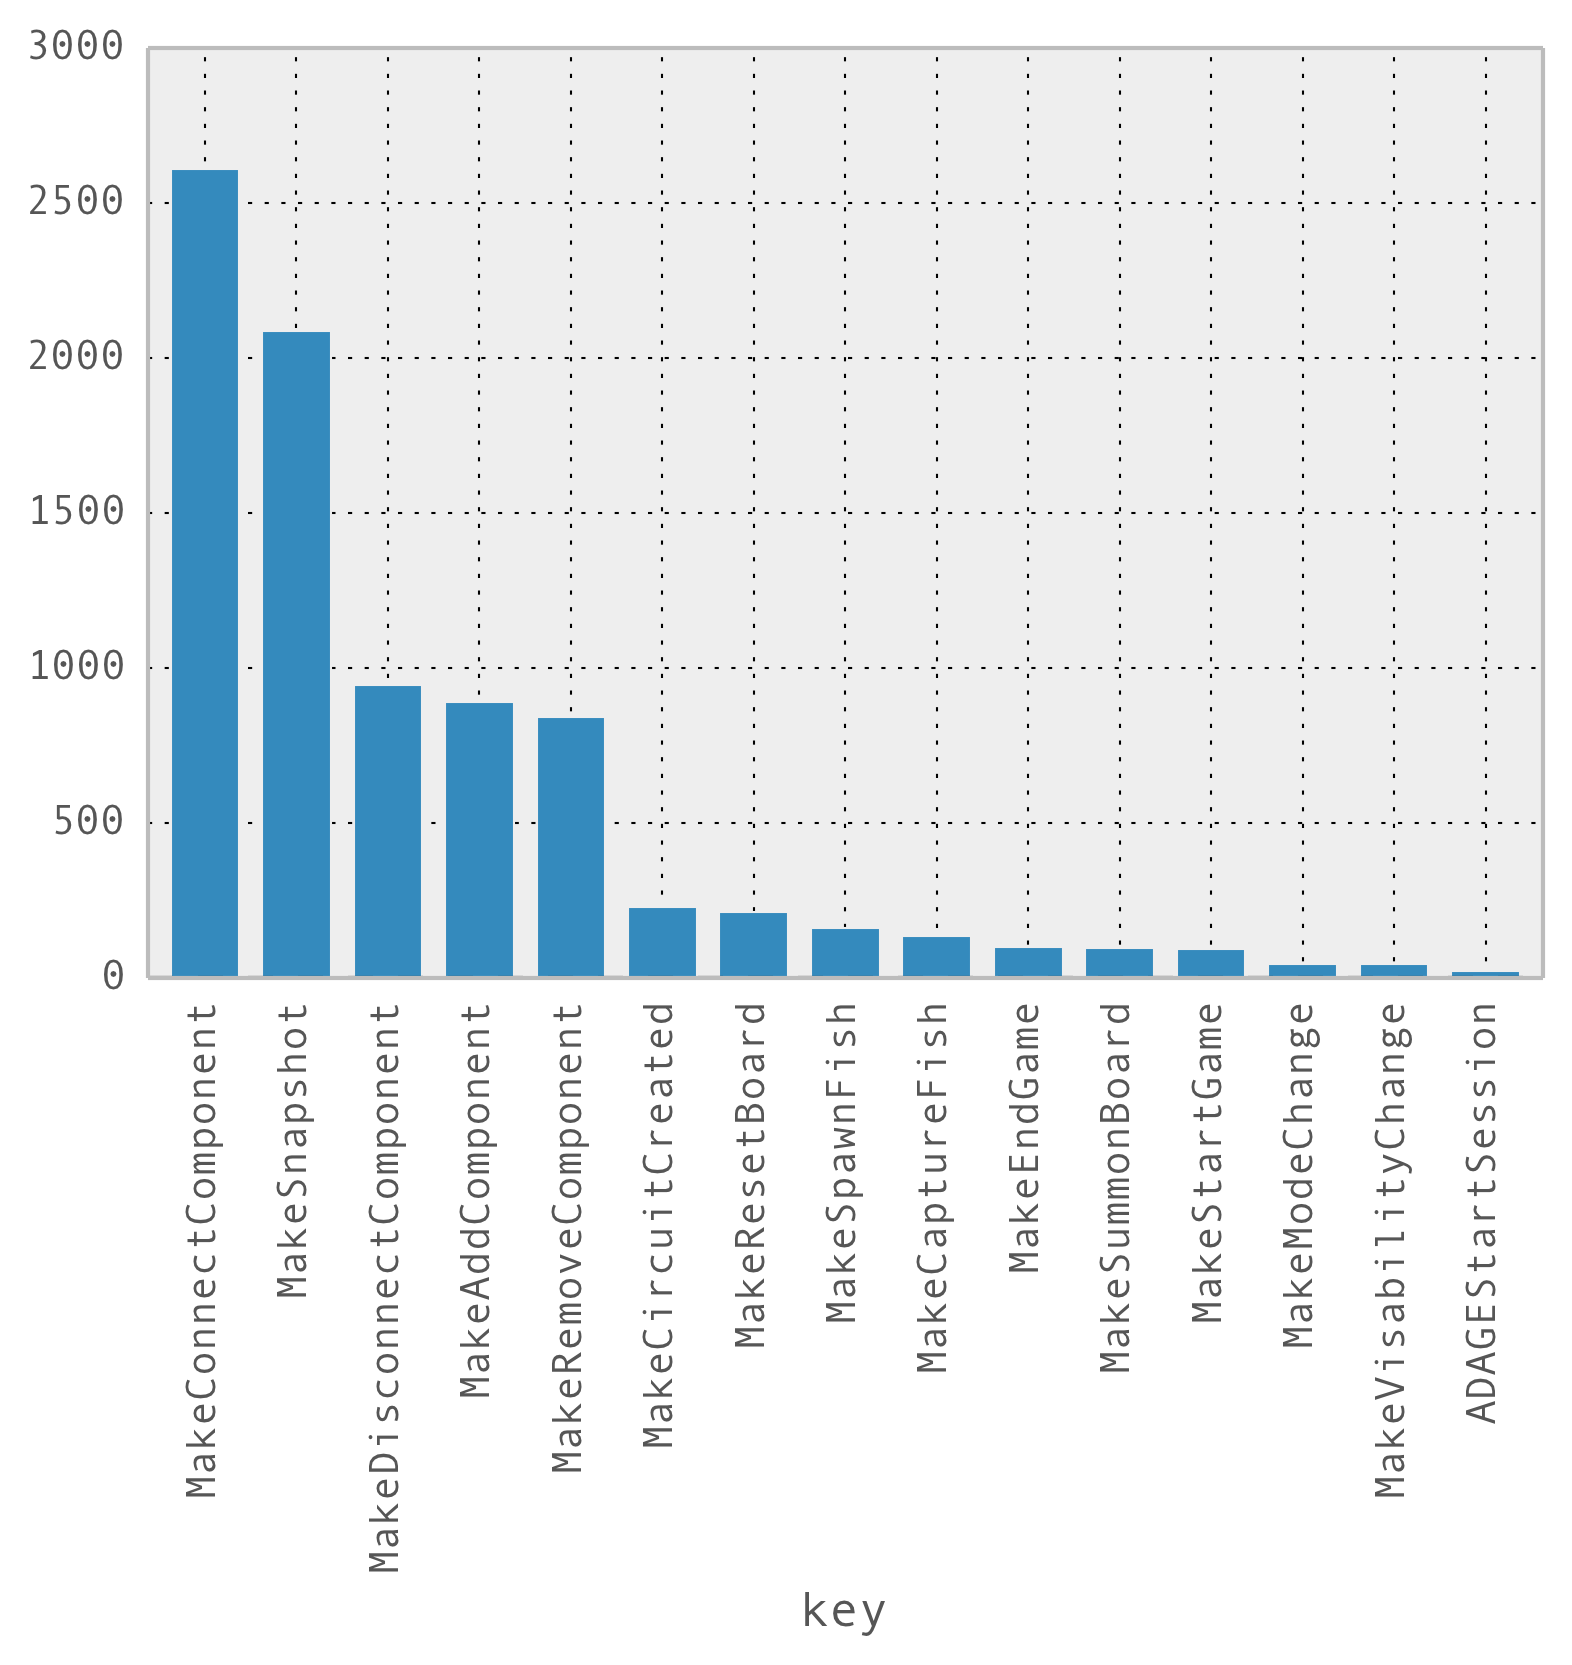 3000
2500
2000
1500
1000
500
0
MakeConnectComponent
MakeSnapshot
MakeDisconnectComponent
MakeAddComponent
MakeRemoveComponent
MakeCircuitCreated
MakeResetBoard
MakeSpawnFish
MakeCaptureFish
MakeEndGame
MakeSummonBoard
MakeStartGame
MakeModeChange
MakeVisabilityChange
ADAGEStartSession
key